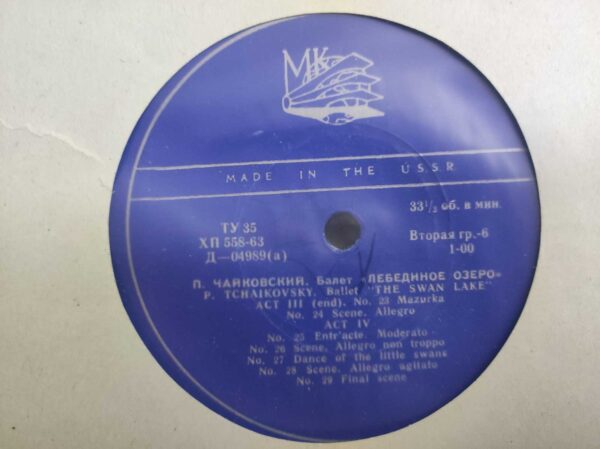 MK
MADE IN THE U.S.S.R
ТУ 35
ХП 558-63
Д—04989(а)
33 1/2 об. в мин.
Вторая гр.-6
1-00
П. ЧАЙКОВСКИЙ. Балет «ЛЕБЕДИНОЕ ОЗЕРО»
P. TCHAIKOVSKY. Ballet "THE SWAN LAKE"
ACT III (end). No. 23 Mazurka
No. 24 Scene. Allegro
ACT IV
No. 25 Entr'acte. Moderato
No. 26 Scene. Allegro non troppo
No. 27 Dance of the little swans
No. 28 Scene. Allegro agitato
No. 29 Final scene